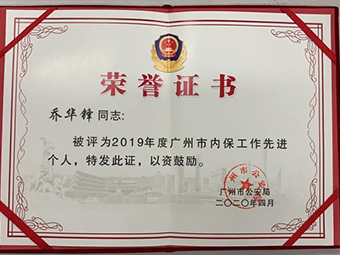 荣誉证书
乔华锋同志:
被评为2019年度广州市内保工作先进
个人,特发此证,以资鼓励。
广州市公安局
二〇二〇年四月